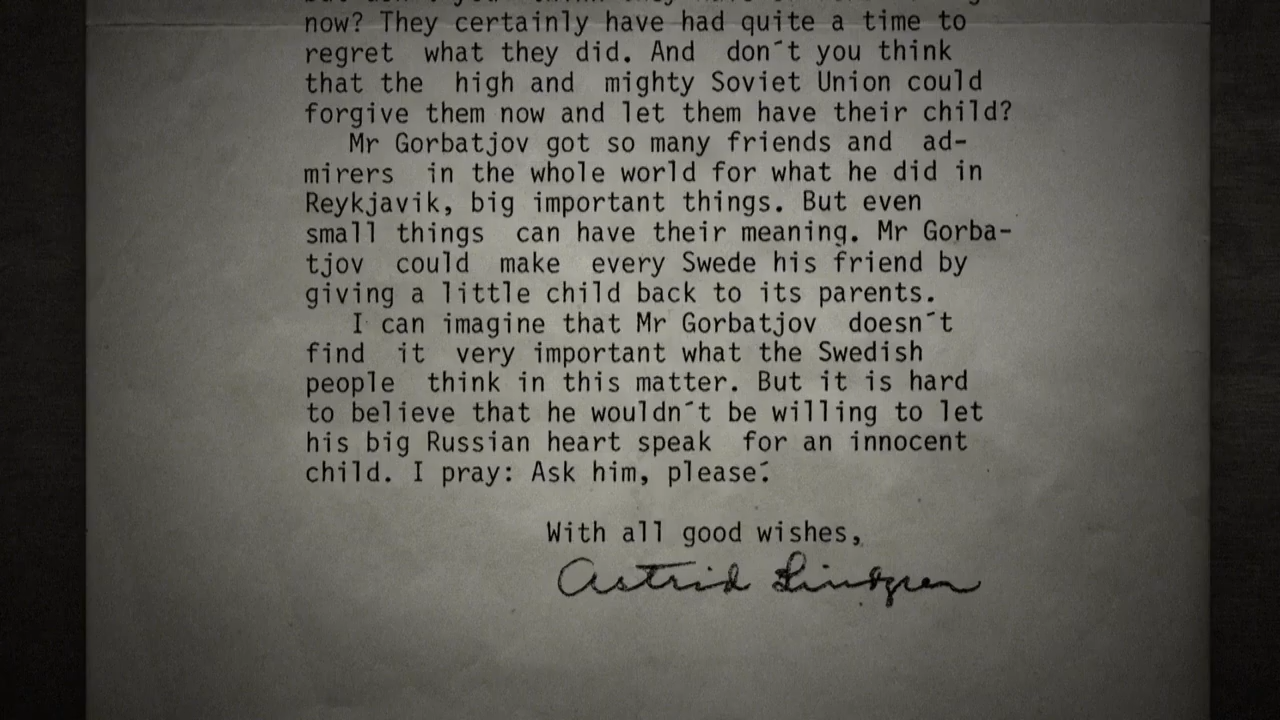 now? They certainly have had quite a time to
regret what they did. And don´t you think
that the high and mighty Soviet Union could
forgive them now and let them have their child?
Mr Gorbatjov got so many friends and ad-
mirers in the whole world for what he did in
Reykjavik, big important things. But even
small things can have their meaning. Mr Gorba-
tjov could make every Swede his friend by
giving a little child back to its parents.
I can imagine that Mr Gorbatjov doesn´t
find it very important what the Swedish
people think in this matter. But it is hard
to believe that he wouldn´t be willing to let
his big Russian heart speak for an innocent
child. I pray: Ask him, please!
With all good wishes,
Astrid Lindgren